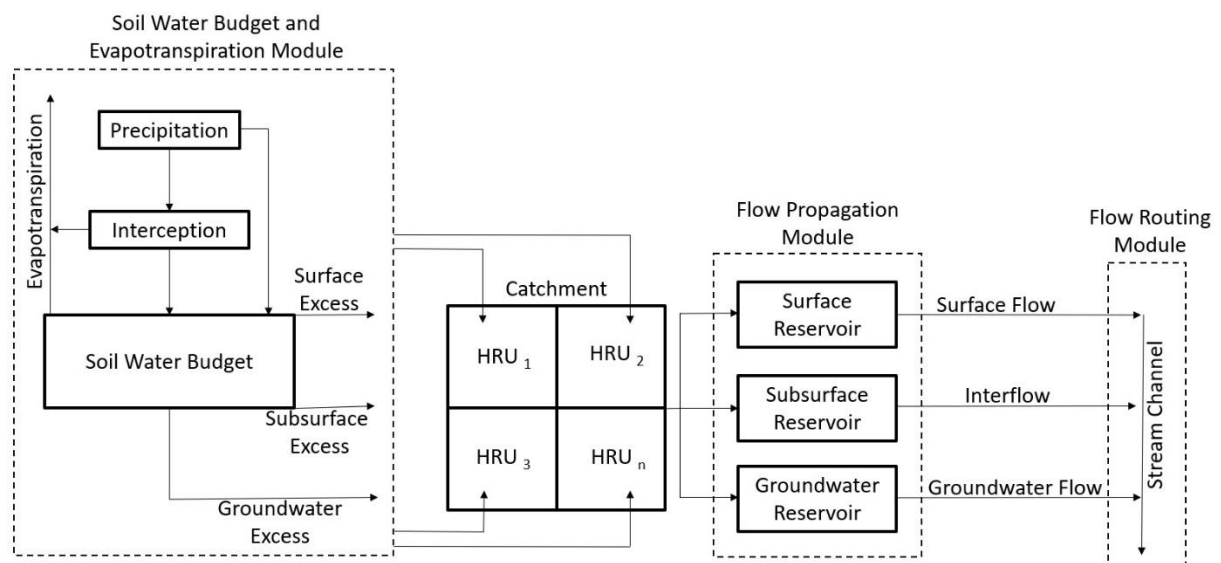 Soil Water Budget and
Evapotranspiration Module
Evapotranspiration
Precipitation
Interception
Surface
Excess
Soil Water Budget
Subsurface
Excess
Groundwater
Excess
Catchment
HRU 1
HRU 2
HRU 3
HRU n
Flow Propagation
Module
Surface
Reservoir
Subsurface
Reservoir
Groundwater
Reservoir
Surface Flow
Interflow
Groundwater Flow
Flow Routing
Module
Stream Channel